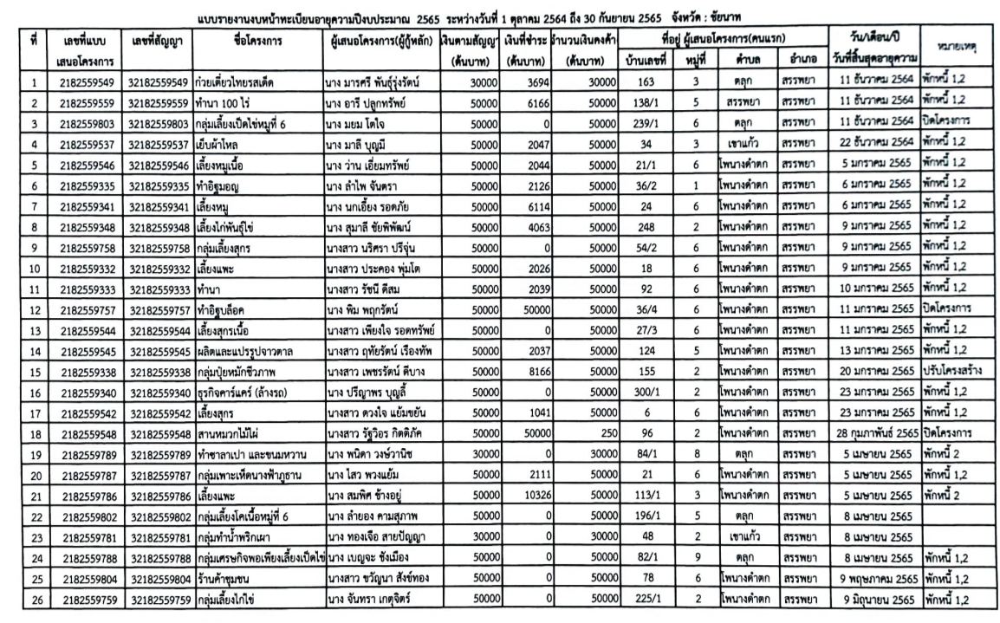 แบบรายงานงบหน้าทะเบียนอายุความปีงบประมาณ 2565 ระหว่างวันที่ 1 ตุลาคม 2564 ถึง 30 กันยายน 2565 จังหวัด : ชัยนาท
ที่ เลขที่แบบ เลขที่สัญญา ชื่อโครงการ ผู้เสนอโครงการ(ผู้กู้หลัก) เงินตามสัญญา เงินที่ชำระ จำนวนเงินคงค้า ที่อยู่ ผู้เสนอโครงการ(คนแรก) วัน/เดือน/ปี หมายเหตุ
เสนอโครงการ (ต้นบาท) (ต้นบาท) (ต้นบาท) บ้านเลขที่ หมู่ที่ ตำบล อำเภอ วันที่สิ้นสุดอายุความ
1 2182559549 32182559549 ก๋วยเตี๋ยวไทยรสเด็ด นาง มารศรี พันธุ์รุ่งรัตน์ 30000 3694 30000 163 3 ตลุก สรรพยา 11 ธันวาคม 2564 พักหนี้ 1,2
2 2182559559 32182559559 ทำนา 100 ไร่ นาง อารี ปลูกทรัพย์ 50000 6166 50000 138/1 5 สรรพยา สรรพยา 11 ธันวาคม 2564 พักหนี้ 1,2
3 2182559803 32182559803 กลุ่มเลี้ยงเป็ดไข่หมู่ที่ 6 นาง มยม โตใจ 50000 0 50000 239/1 6 ตลุก สรรพยา 11 ธันวาคม 2564 ปิดโครงการ
4 2182559537 32182559537 เย็บผ้าโหล นาง มาลี บุญมี 50000 2047 50000 34 3 เขาแก้ว สรรพยา 22 ธันวาคม 2564 พักหนี้ 1,2
5 2182559546 32182559546 เลี้ยงหมูเนื้อ นาง ว่าน เอี่ยมทรัพย์ 50000 2044 50000 21/1 6 โพนางดำตก สรรพยา 5 มกราคม 2565 พักหนี้ 1,2
6 2182559335 32182559335 ทำอิฐมอญ นาง ลำไพ จันตรา 50000 2126 50000 36/2 1 โพนางดำตก สรรพยา 6 มกราคม 2565 พักหนี้ 1,2
7 2182559341 32182559341 เลี้ยงหมู นาง นกเอี้ยง รอดภัย 50000 6114 50000 24 6 โพนางดำตก สรรพยา 6 มกราคม 2565 พักหนี้ 1,2
8 2182559348 32182559348 เลี้ยงไก่พันธุ์ไข่ นาง สุมาลี ชัยพิพัฒน์ 50000 4063 50000 248 2 โพนางดำตก สรรพยา 9 มกราคม 2565 พักหนี้ 1,2
9 2182559758 32182559758 กลุ่มเลี้ยงสุกร นางสาว นริศรา ปรีจุ่น 50000 0 50000 54/2 6 โพนางดำตก สรรพยา 9 มกราคม 2565 พักหนี้ 1,2
10 2182559332 32182559332 เลี้ยงแพะ นางสาว ประคอง พุ่มโต 50000 2026 50000 18 6 โพนางดำตก สรรพยา 9 มกราคม 2565 พักหนี้ 1,2
11 2182559333 32182559333 ทำนา นางสาว รัชนี ดีสม 50000 2039 50000 92 6 โพนางดำตก สรรพยา 10 มกราคม 2565 พักหนี้ 1,2
12 2182559757 32182559757 ทำอิฐบล็อค นาง พิม พฤกรัตน์ 50000 50000 50000 36/4 6 โพนางดำตก สรรพยา 11 มกราคม 2565 ปิดโครงการ
13 2182559544 32182559544 เลี้ยงสุกรเนื้อ นางสาว เพียงใจ รอดทรัพย์ 50000 0 50000 27/3 6 โพนางดำตก สรรพยา 11 มกราคม 2565 พักหนี้ 1,2
14 2182559545 32182559545 ผลิตและแปรรูปจาวตาล นางสาว ฤทัยรัตน์ เรืองทัพ 50000 2037 50000 124 5 โพนางดำตก สรรพยา 13 มกราคม 2565 พักหนี้ 1,2
15 2182559338 32182559338 กลุ่มปุ๋ยหมักชีวภาพ นางสาว เพชรรัตน์ ดีบาง 50000 8166 50000 155 2 โพนางดำตก สรรพยา 20 มกราคม 2565 ปรับโครงสร้าง
16 2182559340 32182559340 ธุรกิจคาร์แคร์ (ล้างรถ) นาง ปรีญาพร บุญลี้ 50000 0 50000 300/1 2 โพนางดำตก สรรพยา 23 มกราคม 2565 พักหนี้ 1,2
17 2182559542 32182559542 เลี้ยงสุกร นางสาว ดวงใจ แย้มขยัน 50000 1041 50000 6 6 โพนางดำตก สรรพยา 23 มกราคม 2565 พักหนี้ 1,2
18 2182559548 32182559548 สานหมวกไม้ไผ่ นางสาว รัฐวิอร กิตติภัค 50000 50000 250 96 2 โพนางดำตก สรรพยา 28 กุมภาพันธ์ 2565 ปิดโครงการ
19 2182559789 32182559789 ทำซาลาเปา และขนมหวาน นาง พนิดา วงษ์วานิช 30000 0 30000 84/1 8 ตลุก สรรพยา 5 เมษายน 2565 พักหนี้ 2
20 2182559787 32182559787 กลุ่มเพาะเห็ดนางฟ้าภูฐาน นาง ไสว พวงแย้ม 50000 2111 50000 21 6 โพนางดำตก สรรพยา 5 เมษายน 2565 พักหนี้ 1,2
21 2182559786 32182559786 เลี้ยงแพะ นาง สมพิศ ช้างอยู่ 50000 10326 50000 113/1 3 โพนางดำตก สรรพยา 5 เมษายน 2565 พักหนี้ 2
22 2182559802 32182559802 กลุ่มเลี้ยงโคเนื้อหมู่ที่ 6 นาง ลำยอง คามสุภาพ 50000 0 50000 196/1 5 ตลุก สรรพยา 8 เมษายน 2565
23 2182559781 32182559781 กลุ่มทำน้ำพริกเผา นาง ทองเจือ สายปัญญา 30000 0 30000 48 2 เขาแก้ว สรรพยา 8 เมษายน 2565
24 2182559788 32182559788 กลุ่มเศรษฐกิจพอเพียงเลี้ยงเป็ดไข่ นาง เบญจะ ชังเมือง 50000 0 50000 82/1 9 ตลุก สรรพยา 8 เมษายน 2565 พักหนี้ 1,2
25 2182559804 32182559804 ร้านค้าชุมชน นางสาว ขวัญนา สังข์ทอง 50000 0 50000 78 6 โพนางดำตก สรรพยา 9 พฤษภาคม 2565 พักหนี้ 1,2
26 2182559759 32182559759 กลุ่มเลี้ยงไก่ไข่ นาง จันทรา เกตุจิตร์ 50000 0 50000 225/1 2 โพนางดำตก สรรพยา 9 มิถุนายน 2565 พักหนี้ 1,2